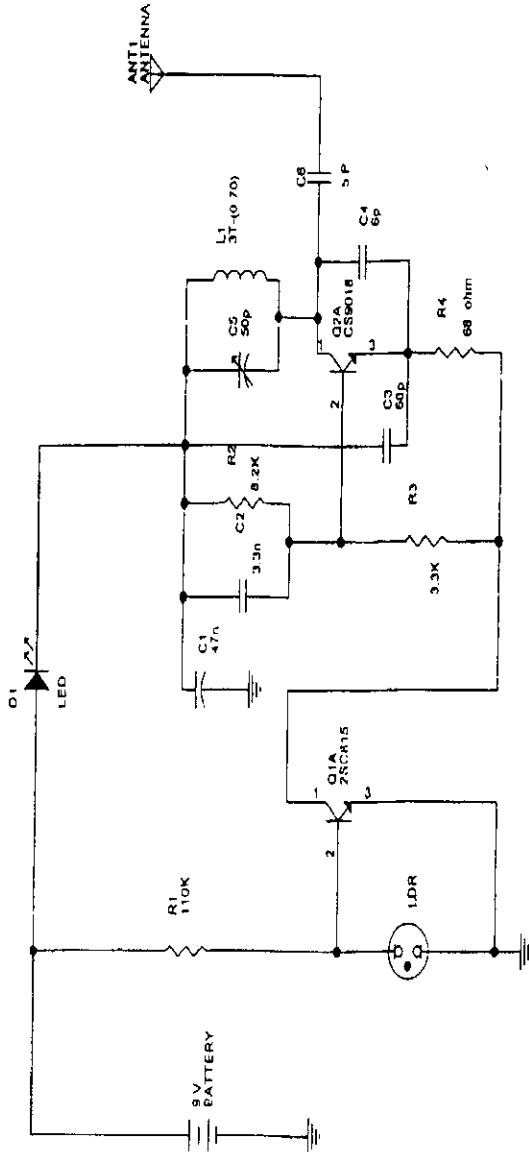 9 V
BATTERY
R1
110K
LDR
D1
LED
Q1A
2SC815
C1
47n
C2
3.3n
R2
8.2K
R3
3.3K
C3
60p
C5
50p
L1
3T-(0 70)
Q2A
CS9018
C4
6p
R4
68 ohm
C6
5 P
ANT1
ANTENNA
1
2
3
1
2
3